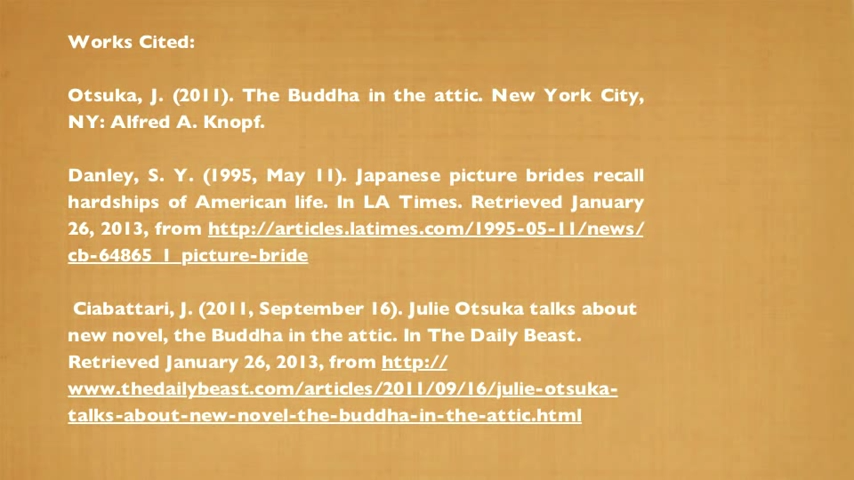 Works Cited:
Otsuka, J. (2011). The Buddha in the attic. New York City,
NY: Alfred A. Knopf.
Danley, S. Y. (1995, May 11). Japanese picture brides recall
hardships of American life. In LA Times. Retrieved January
26, 2013, from http://articles.latimes.com/1995-05-11/news/
cb-64865_1_picture-bride
Ciabattari, J. (2011, September 16). Julie Otsuka talks about
new novel, the Buddha in the attic. In The Daily Beast.
Retrieved January 26, 2013, from http://
www.thedailybeast.com/articles/2011/09/16/julie-otsuka-
talks-about-new-novel-the-buddha-in-the-attic.html